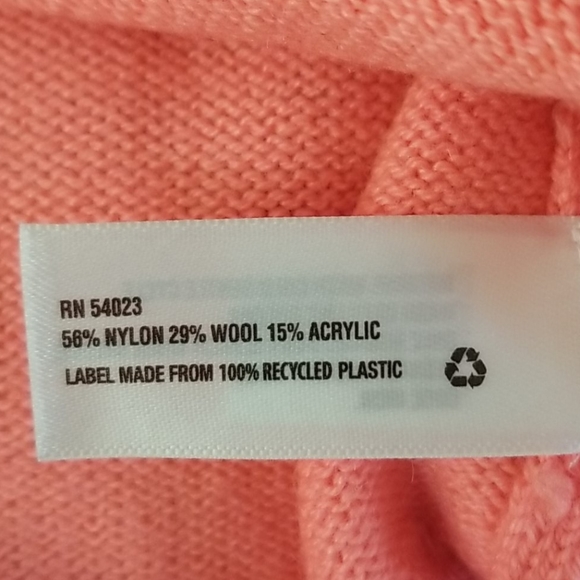 RN 54023
56% NYLON 29% WOOL 15% ACRYLIC
LABEL MADE FROM 100% RECYCLED PLASTIC